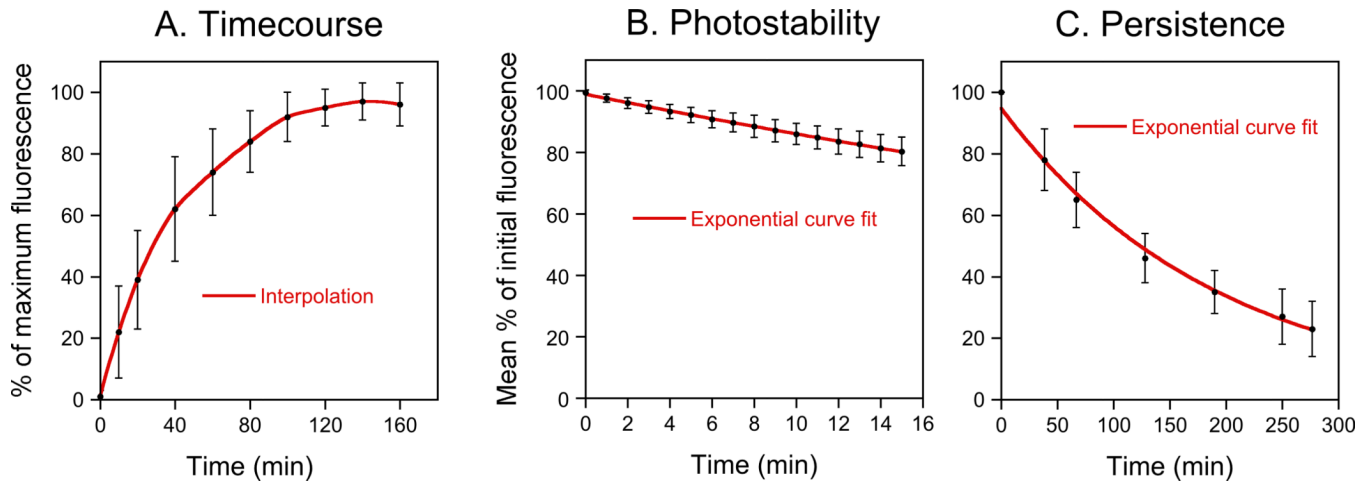 A. Timecourse
% of maximum fluorescence
100
80
60
40
20
0
Interpolation
0 40 80 120 160
Time (min)
B. Photostability
Mean % of initial fluorescence
100
80
60
40
20
0
Exponential curve fit
0 2 4 6 8 10 12 14 16
Time (min)
C. Persistence
100
80
60
40
20
0
Exponential curve fit
0 50 100 150 200 250 300
Time (min)